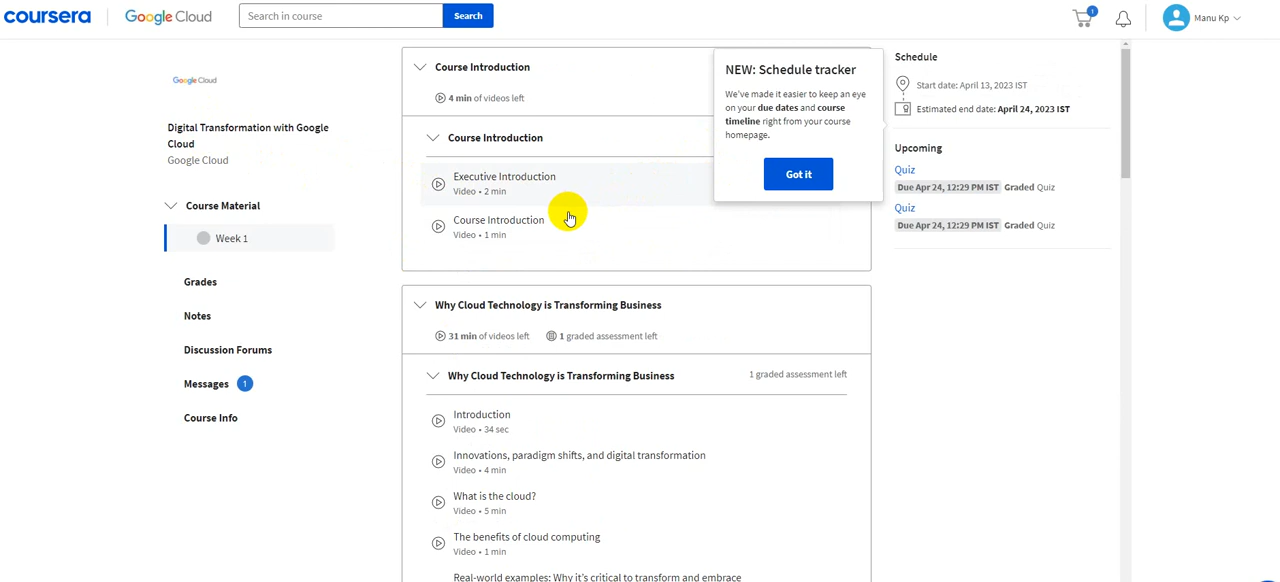 coursera
Google Cloud
Search in course
Search
1
Manu Kp
Google Cloud
Digital Transformation with Google
Cloud
Google Cloud
Course Material
Week 1
Grades
Notes
Discussion Forums
Messages 1
Course Info
Course Introduction
4 min of videos left
Course Introduction
Executive Introduction
Video • 2 min
Course Introduction
Video • 1 min
Why Cloud Technology is Transforming Business
31 min of videos left 1 graded assessment left
Why Cloud Technology is Transforming Business 1 graded assessment left
Introduction
Video • 34 sec
Innovations, paradigm shifts, and digital transformation
Video • 4 min
What is the cloud?
Video • 5 min
The benefits of cloud computing
Video • 1 min
Real-world examples: Why it's critical to transform and embrace
NEW: Schedule tracker
We've made it easier to keep an eye
on your due dates and course
timeline right from your course
homepage.
Got it
Schedule
Start date: April 13, 2023 IST
Estimated end date: April 24, 2023 IST
Upcoming
Quiz
Due Apr 24, 12:29 PM IST Graded Quiz
Quiz
Due Apr 24, 12:29 PM IST Graded Quiz